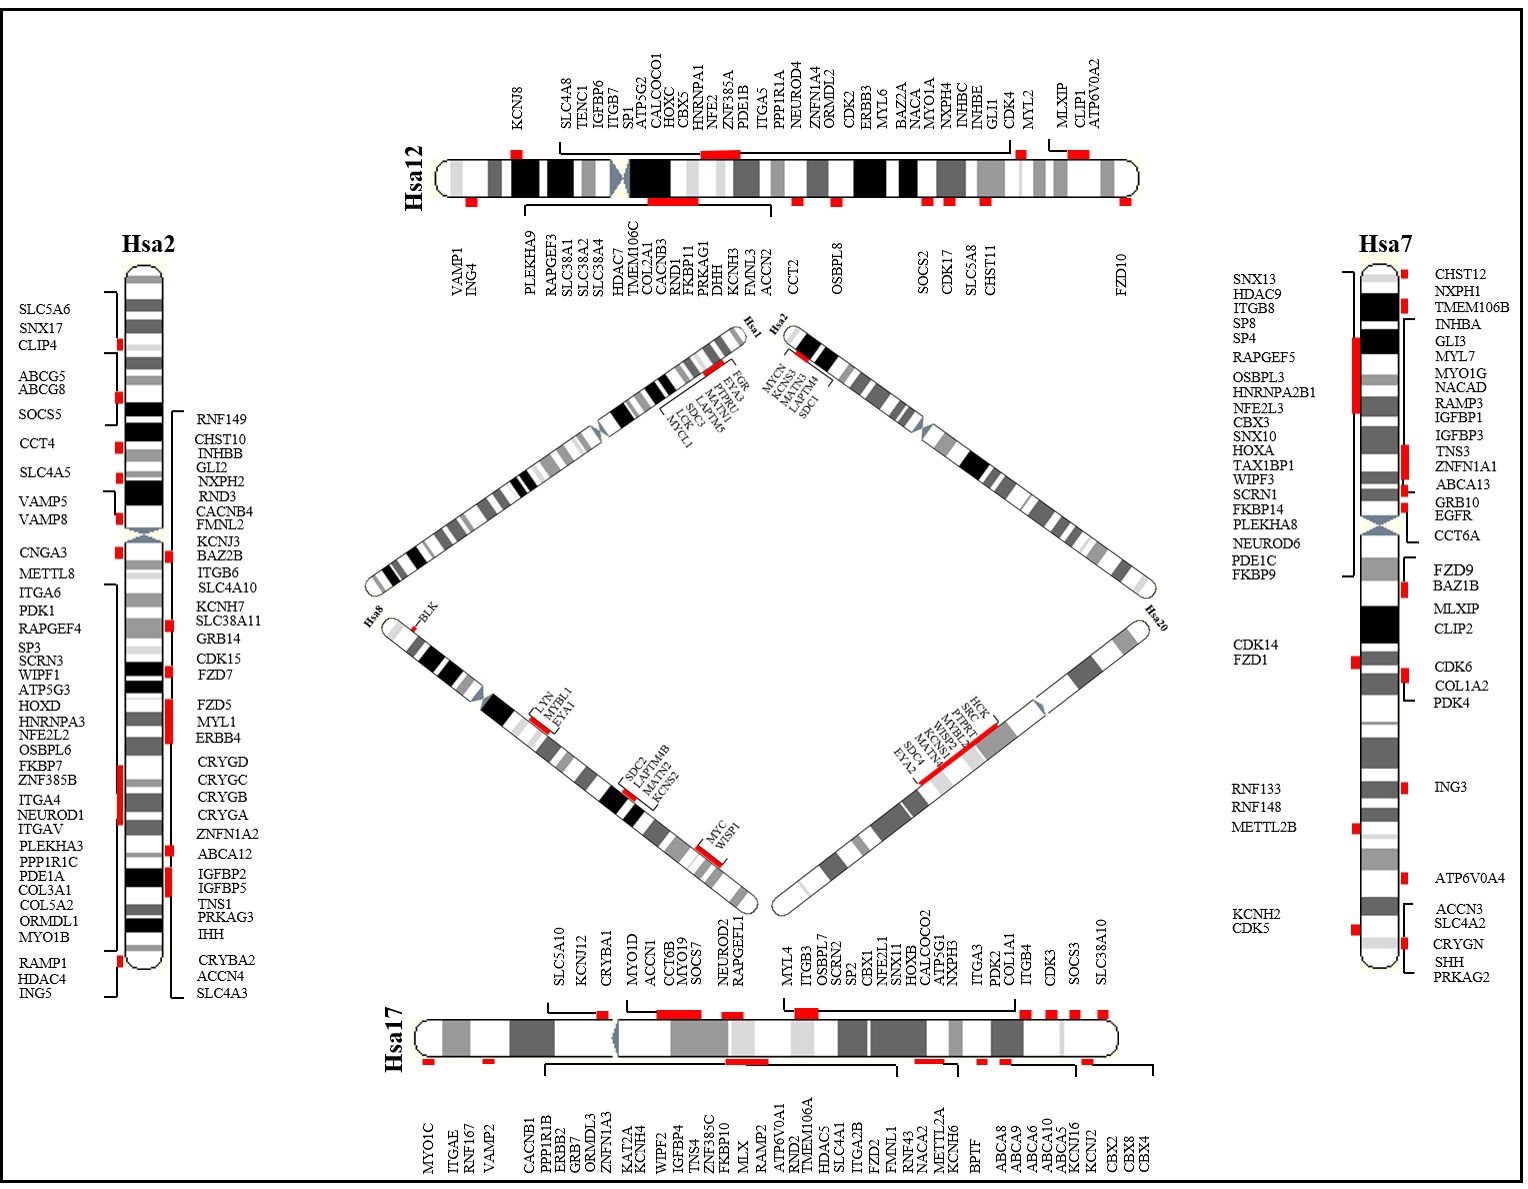 Hsa12
KCNJ8
SLC4A8
TENC1
IGFBP6
ITGB7
SP1
ATP5G2
CALCOCO1
HOXC
CBX5
HNRNPA1
NFE2
ZNF385A
PDE1B
ITGA5
PPP1R1A
NEUROD4
ZNFN1A4
ORMDL2
CDK2
ERBB3
MYL6
BAZ2A
NACA
MYO1A
NXPH4
INHBC
INHBE
GLI1
CDK4
MYL2
MLXIP
CLIP1
ATP6V0A2
VAMP1
ING4
PLEKHA9
RAPGEF3
SLC38A1
SLC38A2
SLC38A4
HDAC7
TMEM106C
COL2A1
CACNB3
RND1
FKBP11
PRKAG1
DHH
KCNH3
FMNL3
ACCN2
CCT2
OSBPL8
SOCS2
CDK17
SLC5A8
CHST11
FZD10
Hsa2
SLC5A6
SNX17
CLIP4
ABCG5
ABCG8
SOCS5
CCT4
SLC4A5
VAMP5
VAMP8
CNGA3
METTL8
ITGA6
PDK1
RAPGEF4
SP3
SCRN3
WIPF1
ATP5G3
HOXD
HNRNPA3
NFE2L2
OSBPL6
FKBP7
ZNF385B
ITGA4
NEUROD1
ITGAV
PLEKHA3
PPP1R1C
PDE1A
COL3A1
COL5A2
ORMDL1
MYO1B
RAMP1
HDAC4
ING5
RNF149
CHST10
INHBB
GLI2
NXPH2
RND3
CACNB4
FMNL2
KCNJ3
BAZ2B
ITGB6
SLC4A10
KCNH7
SLC38A11
GRB14
CDK15
FZD7
FZD5
MYL1
ERBB4
CRYGD
CRYGC
CRYGB
CRYGA
ZNFN1A2
ABCA12
IGFBP2
IGFBP5
TNS1
PRKAG3
IHH
CRYBA2
ACCN4
SLC4A3
Hsa1
FGR
EYA3
PTPRU
MATN1
LAPTM5
SDC3
LCK
MYCL1
Hsa2
MYCN
KCNS3
MATN3
LAPTM4
SDC1
Hsa8
BLK
LYN
MYBL1
EYA1
SDC2
LAPTM4B
MATN2
KCNS2
MYC
WISP1
Hsa20
HCK
SRC
PTPRT
MYBL2
WISP2
KCNS1
MATN4
SDC4
EYA2
Hsa7
SNX13
HDAC9
ITGB8
SP8
SP4
RAPGEF5
OSBPL3
HNRNPA2B1
NFE2L3
CBX3
SNX10
HOXA
TAX1BP1
WIPF3
SCRN1
FKBP14
PLEKHA8
NEUROD6
PDE1C
FKBP9
CDK14
FZD1
RNF133
RNF148
METTL2B
KCNH2
CDK5
CHST12
NXPH1
TMEM106B
INHBA
GLI3
MYL7
MYO1G
NACAD
RAMP3
IGFBP1
IGFBP3
TNS3
ZNFN1A1
ABCA13
GRB10
EGFR
CCT6A
FZD9
BAZ1B
MLXIP
CLIP2
CDK6
COL1A2
PDK4
ING3
ATP6V0A4
ACCN3
SLC4A2
CRYGN
SHH
PRKAG2
Hsa17
SLC5A10
KCNJ12
CRYBA1
MYO1D
ACCN1
CCT6B
MYO19
SOCS7
NEUROD2
RAPGEFL1
MYL4
ITGB3
OSBPL7
SCRN2
SP2
CBX1
NFE2L1
SNX11
HOXB
CALCOCO2
ATP5G1
NXPH3
ITGA3
PDK2
COL1A1
ITGB4
CDK3
SOCS3
SLC38A10
MYO1C
ITGAE
RNF167
VAMP2
CACNB1
PPP1R1B
ERBB2
GRB7
ORMDL3
ZNFN1A3
KAT2A
KCNH4
WIPF2
IGFBP4
TNS4
ZNF385C
FKBP10
MLX
RAMP2
ATP6V0A1
RND2
TMEM106A
HDAC5
SLC4A1
ITGA2B
FZD2
FMNL1
RNF43
NACA2
METTL2A
KCNH6
BPTF
ABCA8
ABCA9
ABCA6
ABCA10
ABCA5
KCNJ16
KCNJ2
CBX2
CBX8
CBX4